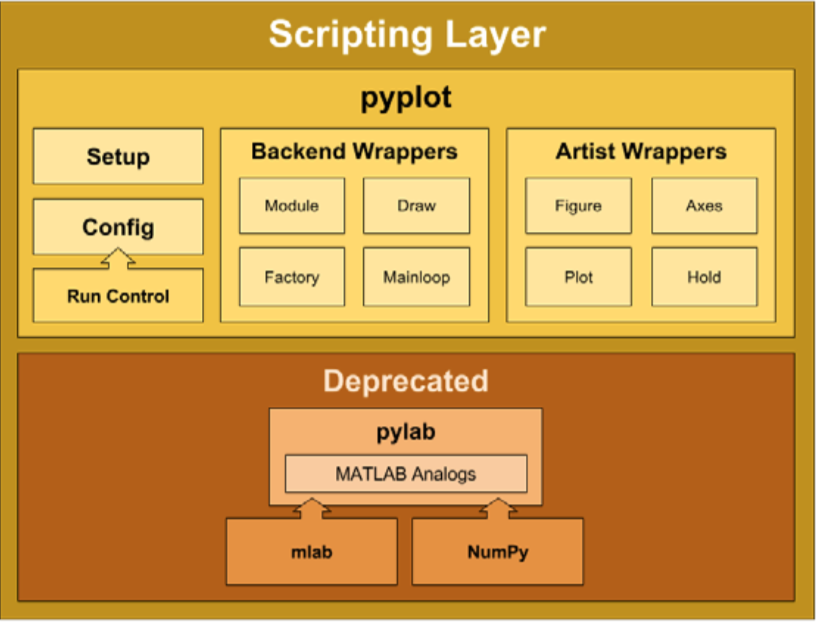 Scripting Layer
pyplot
Setup
Config
Run Control
Backend Wrappers
Module
Draw
Factory
Mainloop
Artist Wrappers
Figure
Axes
Plot
Hold
Deprecated
pylab
MATLAB Analogs
mlab
NumPy